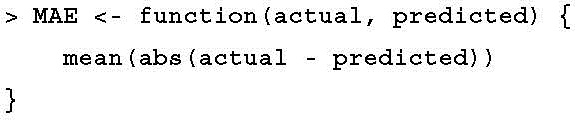 > MAE <- function(actual, predicted) {
mean(abs(actual - predicted))
}